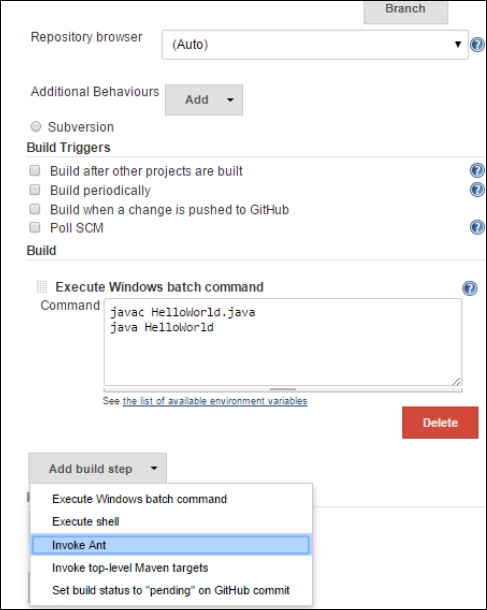 Branch
Repository browser
(Auto)
Additional Behaviours
Add
Subversion
Build Triggers
Build after other projects are built
Build periodically
Build when a change is pushed to GitHub
Poll SCM
Build
Execute Windows batch command
Command
javac HelloWorld.java
java HelloWorld
See the list of available environment variables
Delete
Add build step
Execute Windows batch command
Execute shell
Invoke Ant
Invoke top-level Maven targets
Set build status to "pending" on GitHub commit